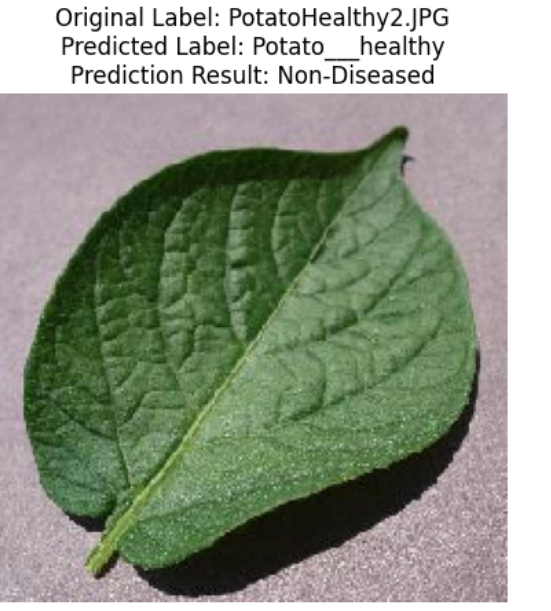 Original Label: PotatoHealthy2.JPG
Predicted Label: Potato___healthy
Prediction Result: Non-Diseased